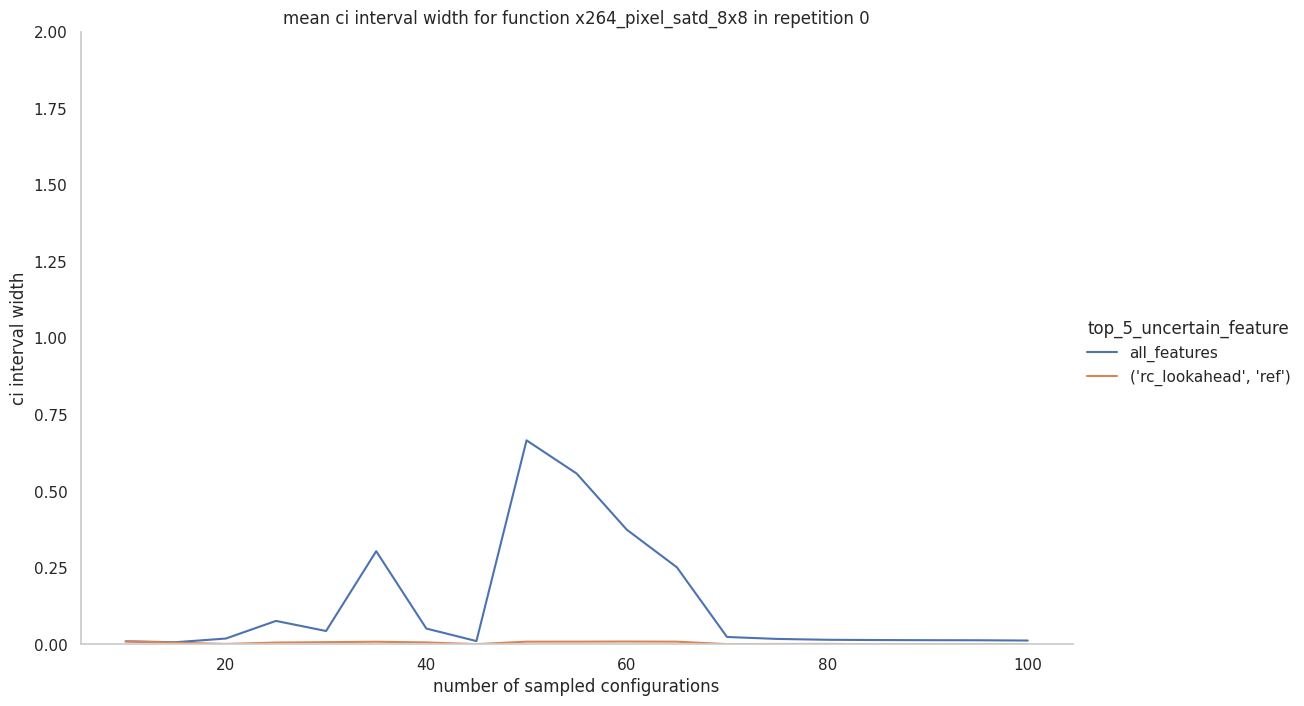 mean ci interval width for function x264_pixel_satd_8x8 in repetition 0
2.00
1.75
1.50
1.25
1.00
0.75
0.50
0.25
0.00
ci interval width
20
40
60
80
100
number of sampled configurations
top_5_uncertain_feature
all_features
('rc_lookahead', 'ref')